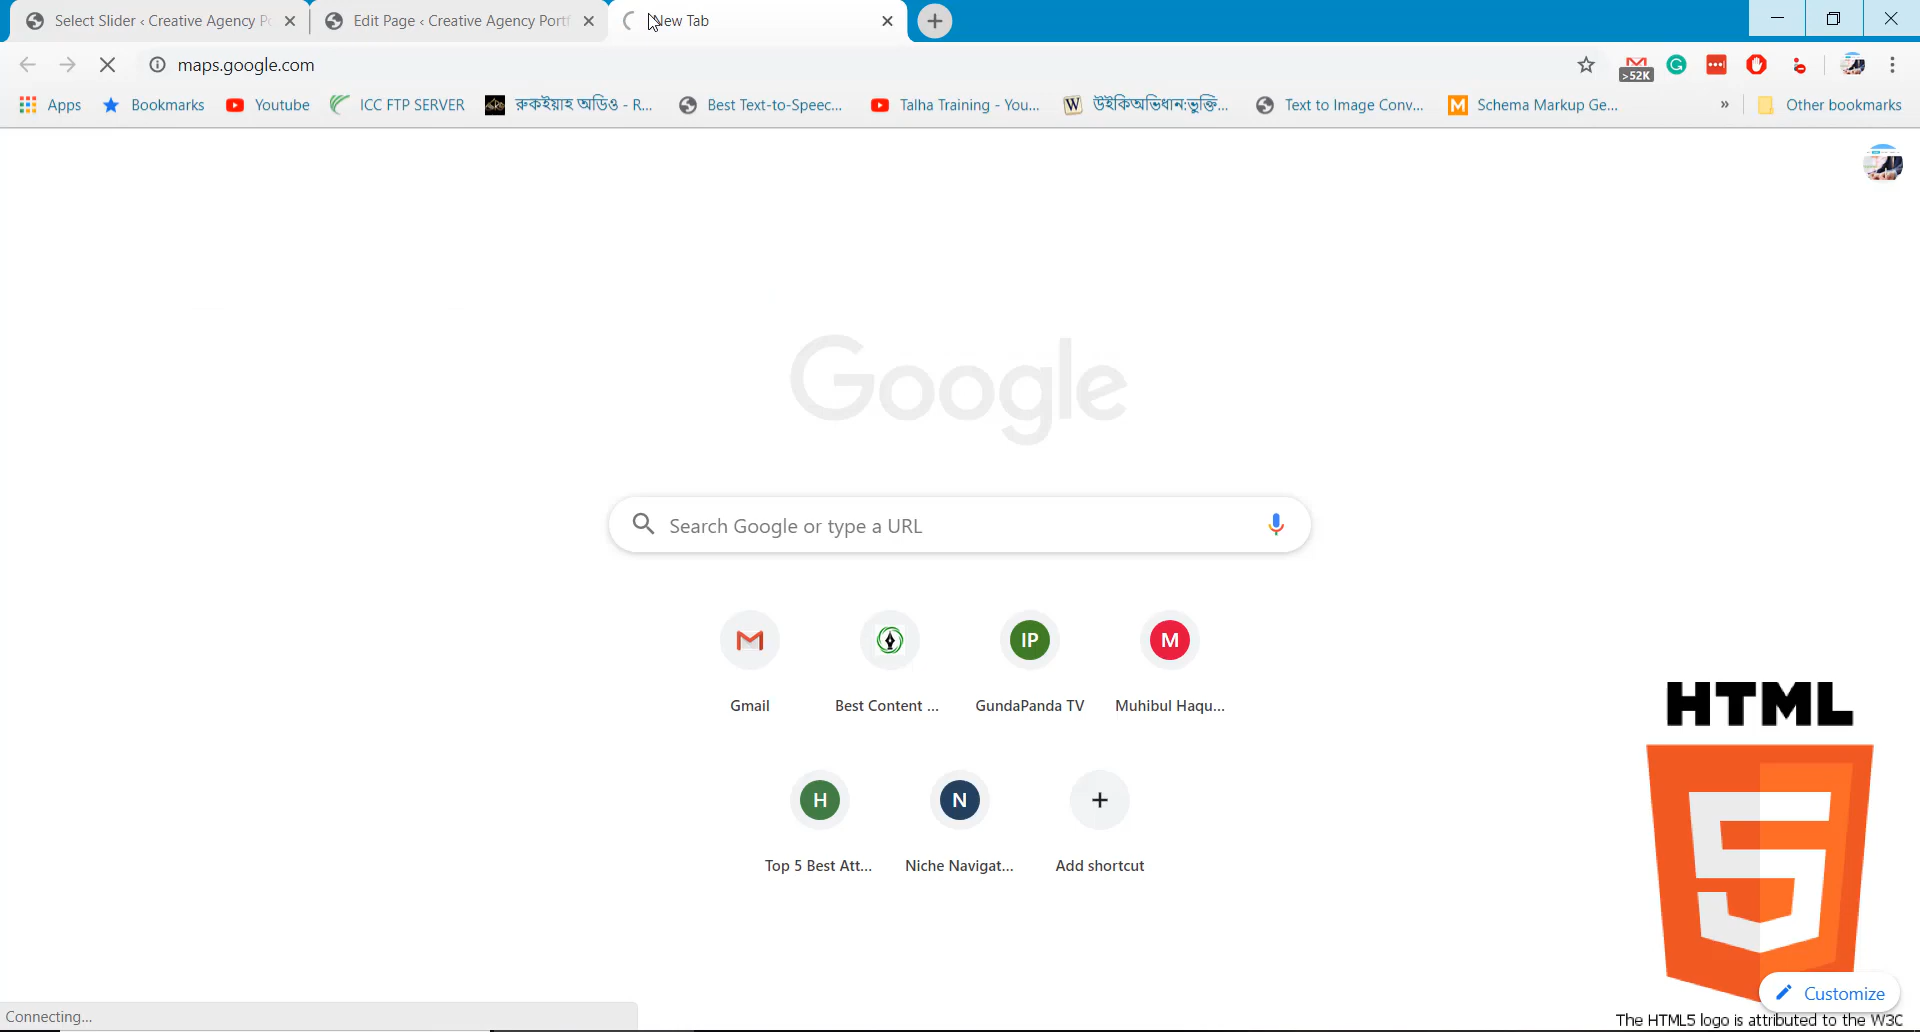 Select Slider ‹ Creative Agency Po
Edit Page ‹ Creative Agency Portf
New Tab
maps.google.com
>52K
Apps
Bookmarks
Youtube
ICC FTP SERVER
রুকইয়াহ অডিও - R...
Best Text-to-Speec...
Talha Training - You...
W
উইকিঅভিধান:ভুক্তি...
Text to Image Conv...
M
Schema Markup Ge...
»
Other bookmarks
Google
Search Google or type a URL
IP
M
Gmail
Best Content ...
GundaPanda TV
Muhibul Haqu...
H
N
Top 5 Best Att...
Niche Navigat...
Add shortcut
HTML
5
Customize
Connecting...
The HTML5 logo is attributed to the W3C